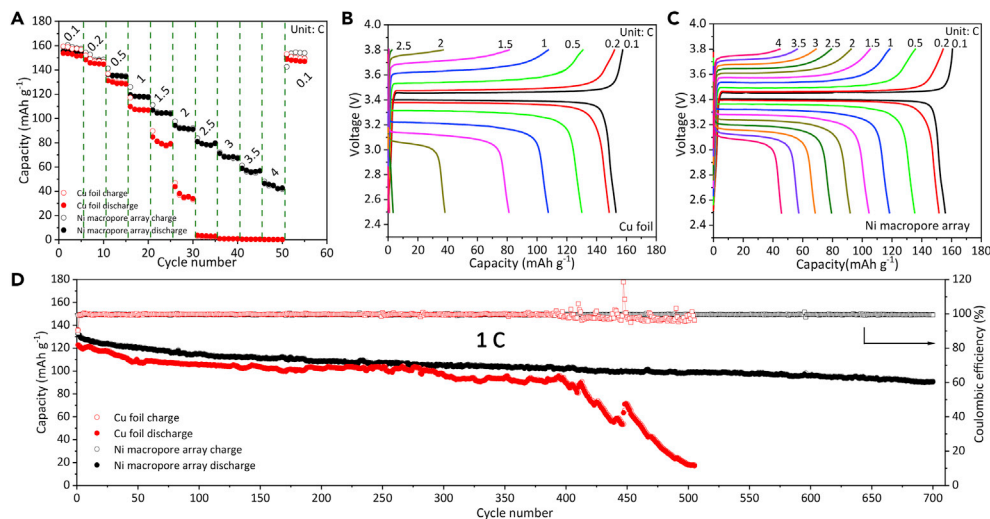 A
Unit: C
Capacity (mAh g⁻¹)
180
160
140
120
100
80
60
40
20
0
0.1
0.2
0.5
1
1.5
2
2.5
3
3.5
4
0.1
Cu foil charge
Cu foil discharge
Ni macropore array charge
Ni macropore array discharge
0 10 20 30 40 50 60
Cycle number
B
Unit: C
Voltage (V)
4.0
3.8
3.6
3.4
3.2
3.0
2.8
2.6
2.4
2.5 2 1.5 1 0.5 0.2 0.1
Cu foil
0 20 40 60 80 100 120 140 160 180
Capacity (mAh g⁻¹)
C
Unit: C
Voltage (V)
4.0
3.8
3.6
3.4
3.2
3.0
2.8
2.6
2.4
4 3.5 3 2.5 2 1.5 1 0.5 0.2 0.1
Ni macropore array
0 20 40 60 80 100 120 140 160 180
Capacity(mAh g⁻¹)
D
Capacity (mAh g⁻¹)
180
160
140
120
100
80
60
40
20
0
1 C
Cu foil charge
Cu foil discharge
Ni macropore array charge
Ni macropore array discharge
0 50 100 150 200 250 300 350 400 450 500 550 600 650 700
Cycle number
120
100
80
60
40
20
0
Coulombic efficiency (%)